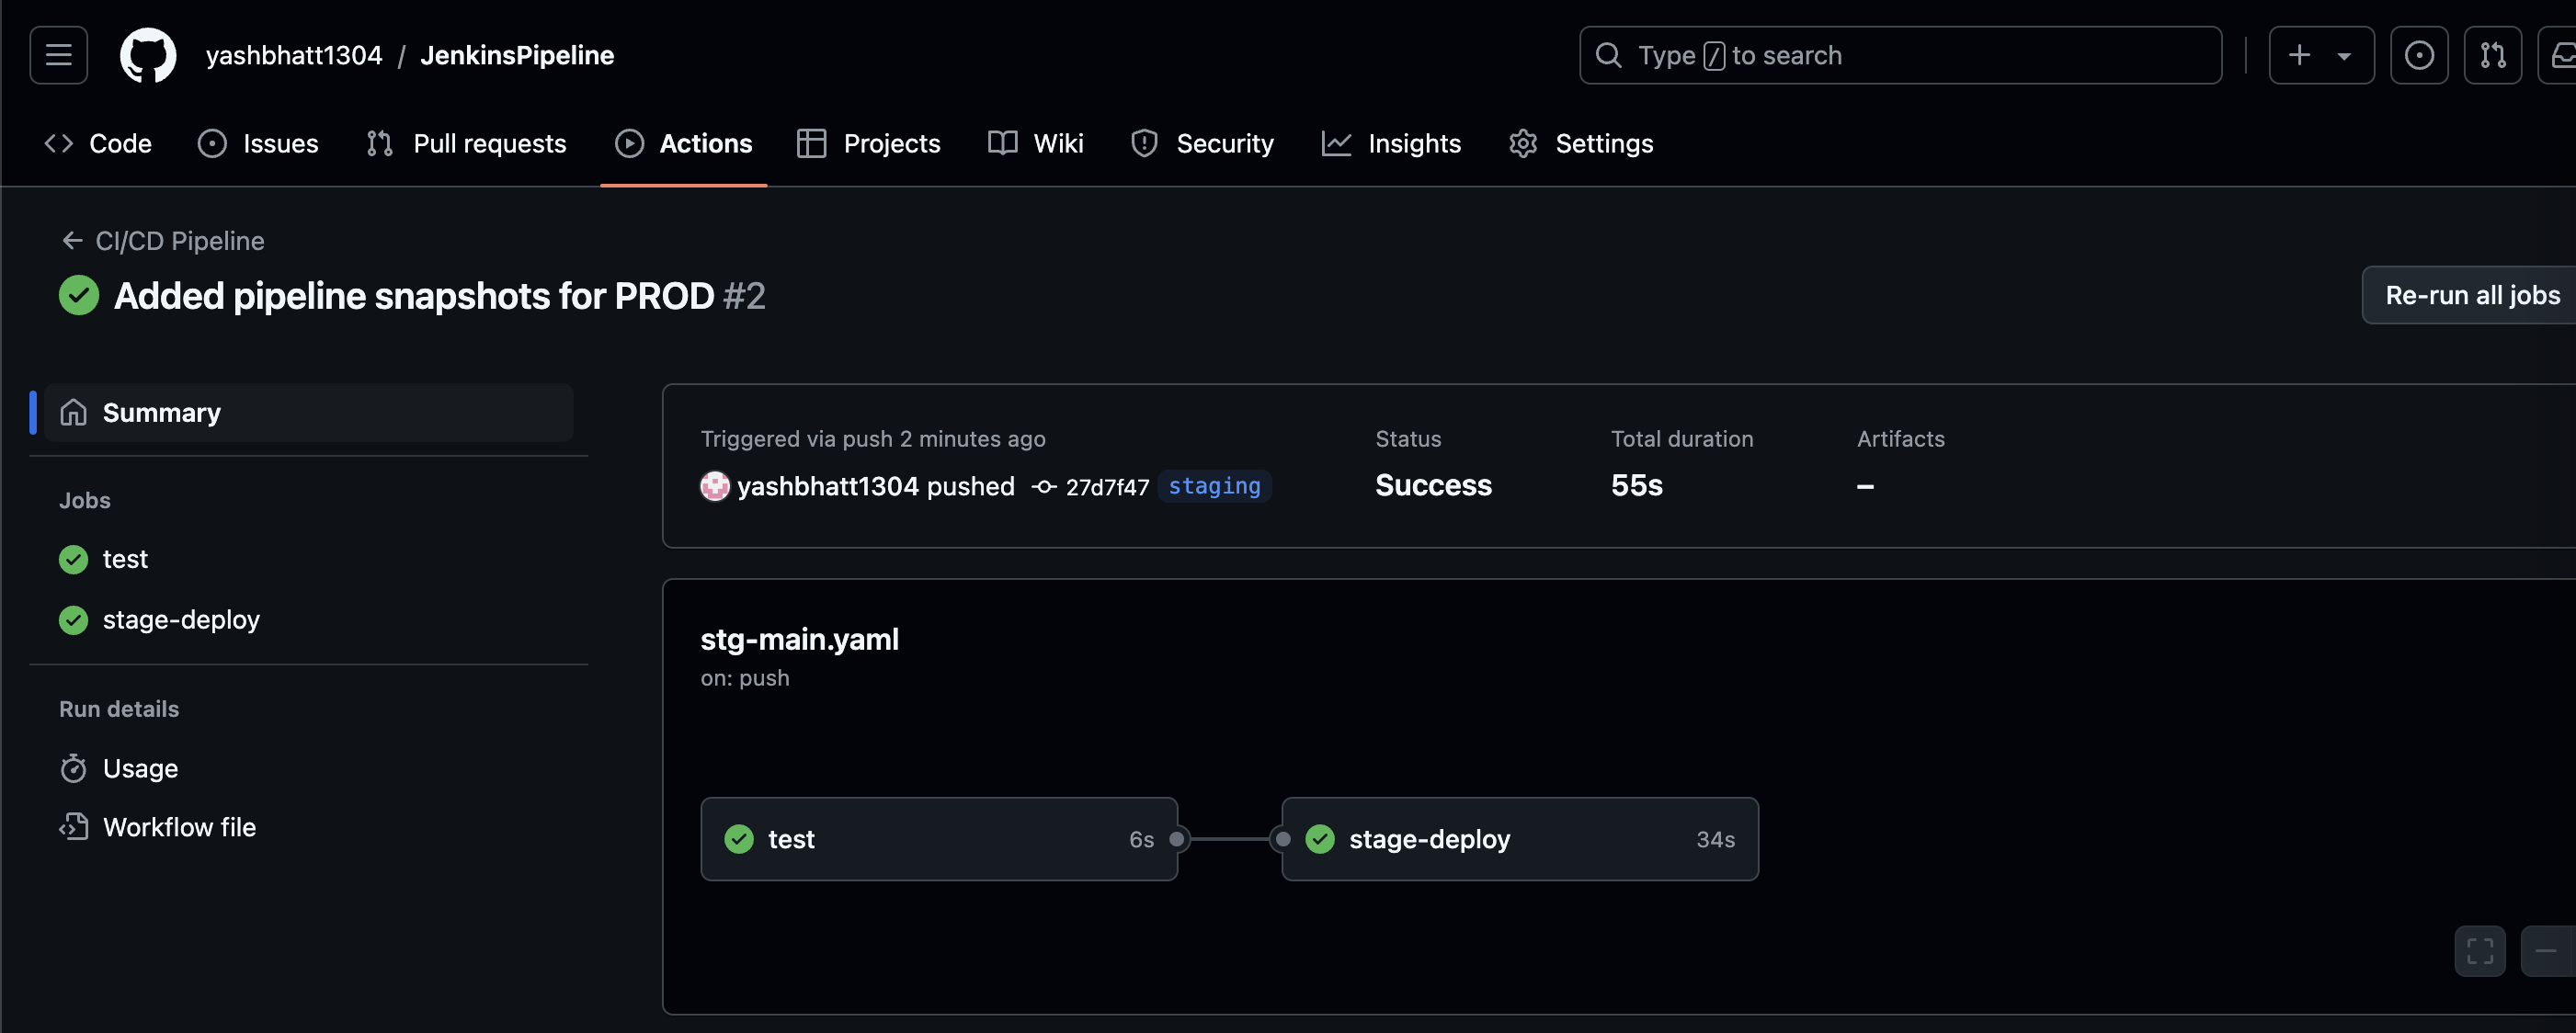 yashbhatt1304 / JenkinsPipeline
Type / to search
Code Issues Pull requests Actions Projects Wiki Security Insights Settings
CI/CD Pipeline
Added pipeline snapshots for PROD #2
Re-run all jobs
Summary
Jobs
test
stage-deploy
Run details
Usage
Workflow file
Triggered via push 2 minutes ago
yashbhatt1304 pushed 27d7f47 staging
Status
Success
Total duration
55s
Artifacts
–
stg-main.yaml
on: push
test 6s
stage-deploy 34s